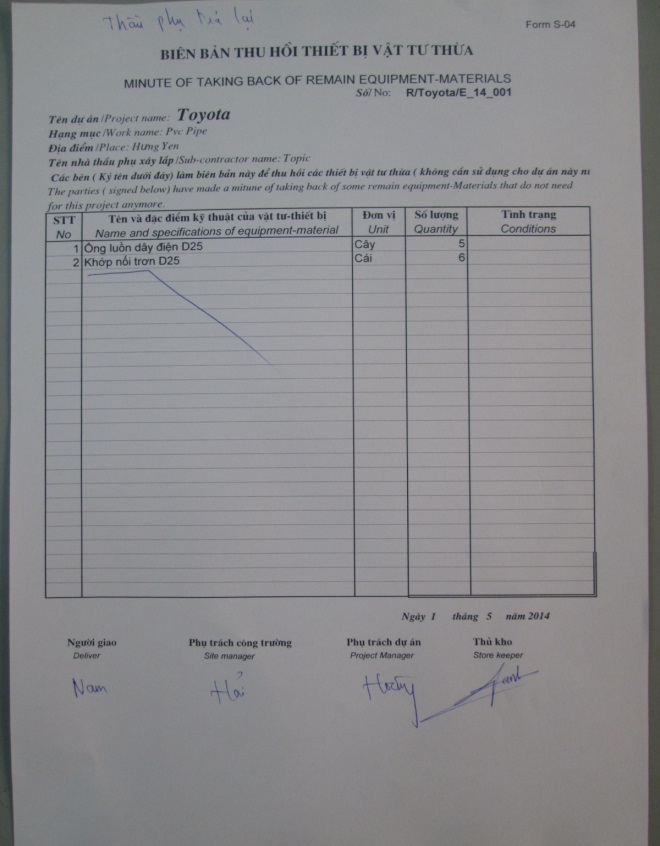 Thầu phụ trả lại
Form S-04
BIÊN BẢN THU HỒI THIẾT BỊ VẬT TƯ THỪA
MINUTE OF TAKING BACK OF REMAIN EQUIPMENT-MATERIALS
Số/ No: R/Toyota/E_14_001
Tên dự án /Project name: Toyota
Hạng mục/Work name: Pvc Pipe
Địa điểm/Place: Hưng Yen
Tên nhà thầu phụ xây lắp/Sub-contractor name: Topic
Các bên ( Ký tên dưới đây) làm biên bản này để thu hồi các thiết bị vật tư thừa ( không cần sử dụng cho dự án này nữ
The parties ( signed below) have made a mitune of taking back of some remain equipment-Materials that do not need
for this project anymore.
STT Tên và đặc điểm kỹ thuật của vật tư-thiết bị Đơn vị Số lượng Tình trạng
No Name and specifications of equipment-material Unit Quantity Conditions
1 Ống luồn dây điện D25 Cây 5
2 Khớp nối trơn D25 Cái 6
Ngày 1 tháng 5 năm 2014
Người giao Phụ trách công trường Phụ trách dự án Thủ kho
Deliver Site manager Project Manager Store keeper
Nam Hải